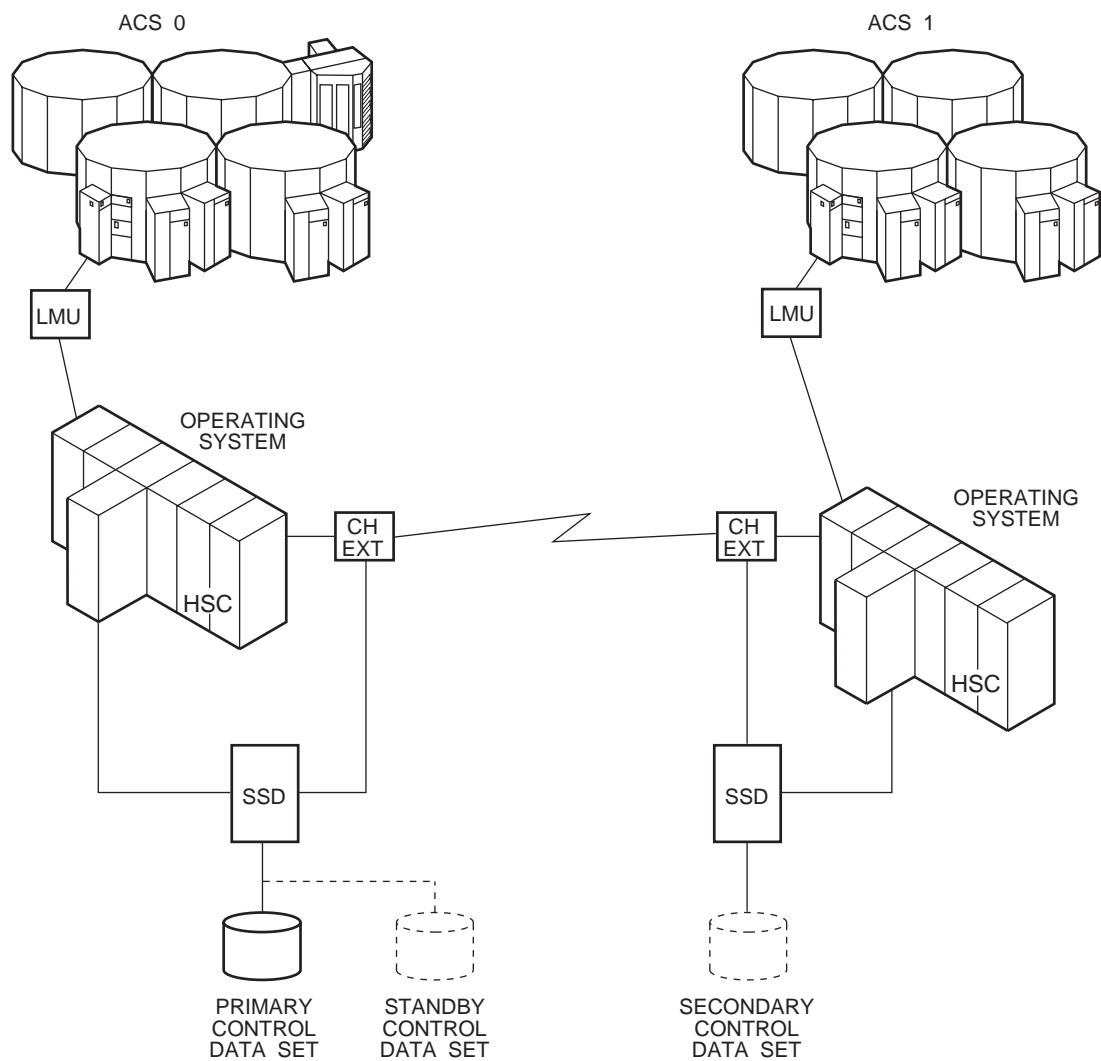 ACS 0
ACS 1
LMU
LMU
OPERATING
SYSTEM
OPERATING
SYSTEM
CH
EXT
CH
EXT
HSC
HSC
SSD
SSD
PRIMARY
CONTROL
DATA SET
STANDBY
CONTROL
DATA SET
SECONDARY
CONTROL
DATA SET